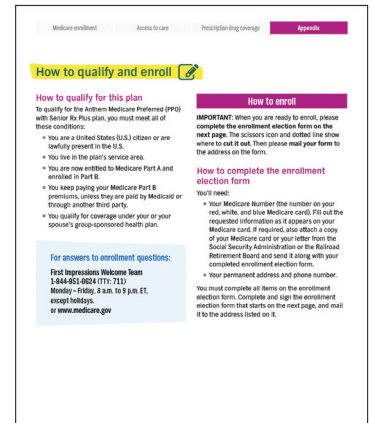 Medicare enrollment
Access to care
Prescription drug coverage
Appendix
How to qualify and enroll
How to qualify for this plan
To qualify for the Anthem Medicare Preferred (PPO)
with Senior Rx Plus plan, you must meet all of
these conditions:
• You are a United States (U.S.) citizen or are
lawfully present in the U.S.
• You live in the plan's service area.
• You are now entitled to Medicare Part A and
enrolled in Part B.
• You keep paying your Medicare Part B
premiums, unless they are paid by Medicaid or
through another third party.
• You qualify for coverage under your or your
spouse's group-sponsored health plan.
For answers to enrollment questions:
First Impressions Welcome Team
1-844-951-0624 (TTY: 711)
Monday – Friday, 8 a.m. to 9 p.m. ET,
except holidays.
or www.medicare.gov
How to enroll
IMPORTANT: When you are ready to enroll, please
complete the enrollment election form on the
next page. The scissors icon and dotted line show
where to cut it out. Then please mail your form to
the address on the form.
How to complete the enrollment
election form
You'll need:
• Your Medicare Number (the number on your
red, white, and blue Medicare card). Fill out the
requested information as it appears on your
Medicare card. If required, also attach a copy
of your Medicare card or your letter from the
Social Security Administration or the Railroad
Retirement Board and send it along with your
completed enrollment election form.
• Your permanent address and phone number.
You must complete all items on the enrollment
election form. Complete and sign the enrollment
election form that starts on the next page, and mail
it to the address listed on it.